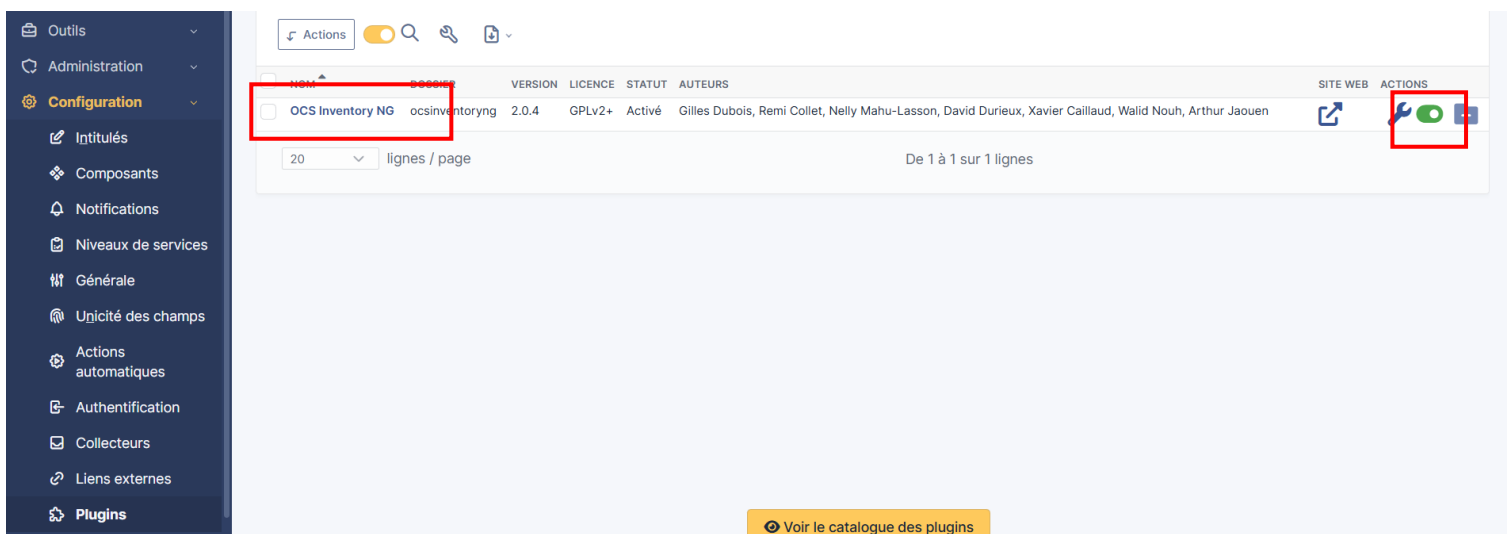 Outils
Actions
Administration
NOM DOSSIER VERSION LICENCE STATUT AUTEURS SITE WEB ACTIONS
Configuration
OCS Inventory NG ocsinventoryng 2.0.4 GPLv2+ Activé Gilles Dubois, Remi Collet, Nelly Mahu-Lasson, David Durieux, Xavier Caillaud, Walid Nouh, Arthur Jaouen
Intitulés
20 lignes / page De 1 à 1 sur 1 lignes
Composants
Notifications
Niveaux de services
Générale
Unicité des champs
Actions
automatiques
Authentification
Collecteurs
Liens externes
Plugins
Voir le catalogue des plugins